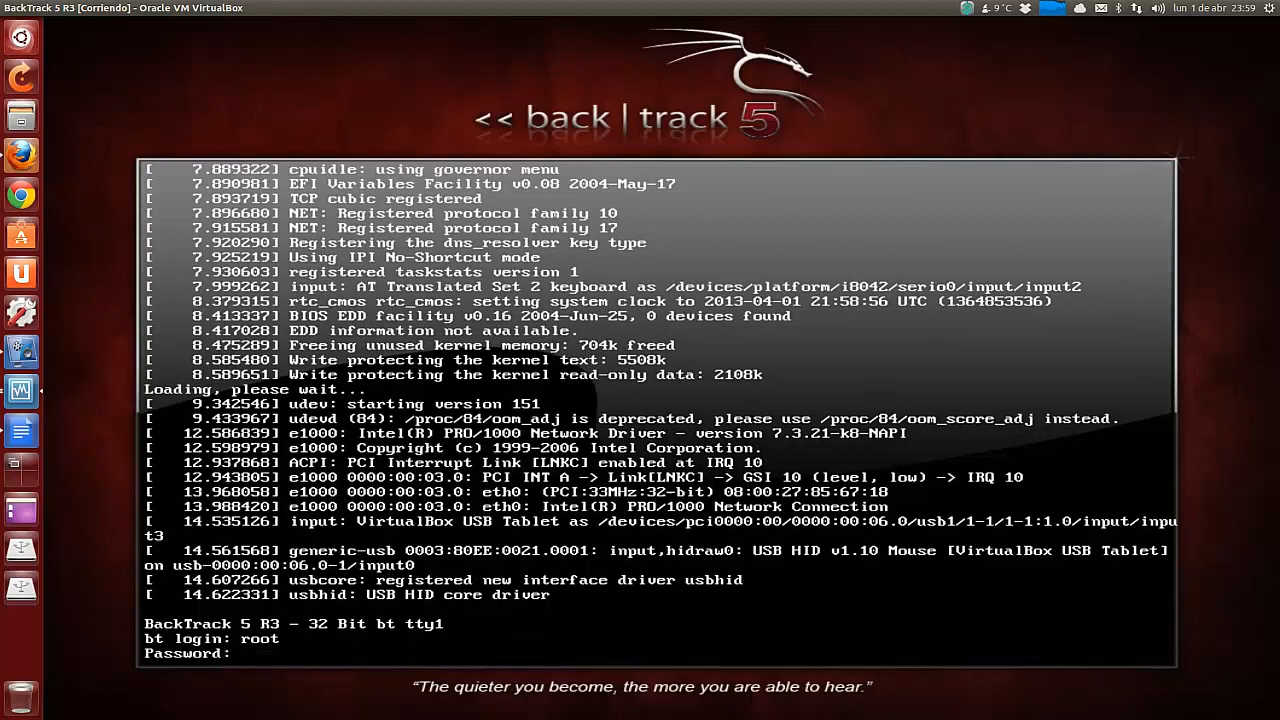 BackTrack 5 R3 [Corriendo] - Oracle VM VirtualBox
9°C
lun 1 de abr 23:59
<< back | track 5
[    7.889322] cpuidle: using governor menu
[    7.890981] EFI Variables Facility v0.08 2004-May-17
[    7.893719] TCP cubic registered
[    7.896680] NET: Registered protocol family 10
[    7.915581] NET: Registered protocol family 17
[    7.920290] Registering the dns_resolver key type
[    7.925219] Using IPI No-Shortcut mode
[    7.930603] registered taskstats version 1
[    7.999262] input: AT Translated Set 2 keyboard as /devices/platform/i8042/serio0/input/input2
[    8.379315] rtc_cmos rtc_cmos: setting system clock to 2013-04-01 21:58:56 UTC (1364853536)
[    8.413337] BIOS EDD facility v0.16 2004-Jun-25, 0 devices found
[    8.417028] EDD information not available.
[    8.475289] Freeing unused kernel memory: 704k freed
[    8.585480] Write protecting the kernel text: 5508k
[    8.589651] Write protecting the kernel read-only data: 2108k
Loading, please wait...
[    9.342546] udev: starting version 151
[    9.433967] udevd (84): /proc/84/oom_adj is deprecated, please use /proc/84/oom_score_adj instead.
[   12.586839] e1000: Intel(R) PRO/1000 Network Driver - version 7.3.21-k8-NAPI
[   12.598979] e1000: Copyright (c) 1999-2006 Intel Corporation.
[   12.937868] ACPI: PCI Interrupt Link [LNKC] enabled at IRQ 10
[   12.943805] e1000 0000:00:03.0: PCI INT A -> Link[LNKC] -> GSI 10 (level, low) -> IRQ 10
[   13.968058] e1000 0000:00:03.0: eth0: (PCI:33MHz:32-bit) 08:00:27:85:67:18
[   13.988420] e1000 0000:00:03.0: eth0: Intel(R) PRO/1000 Network Connection
[   14.535126] input: VirtualBox USB Tablet as /devices/pci0000:00/0000:00:06.0/usb1/1-1/1-1:1.0/input/inpu
t3
[   14.561568] generic-usb 0003:80EE:0021.0001: input,hidraw0: USB HID v1.10 Mouse [VirtualBox USB Tablet]
on usb-0000:00:06.0-1/input0
[   14.607266] usbcore: registered new interface driver usbhid
[   14.622331] usbhid: USB HID core driver
BackTrack 5 R3 - 32 Bit bt tty1
bt login: root
Password:
“The quieter you become, the more you are able to hear.”